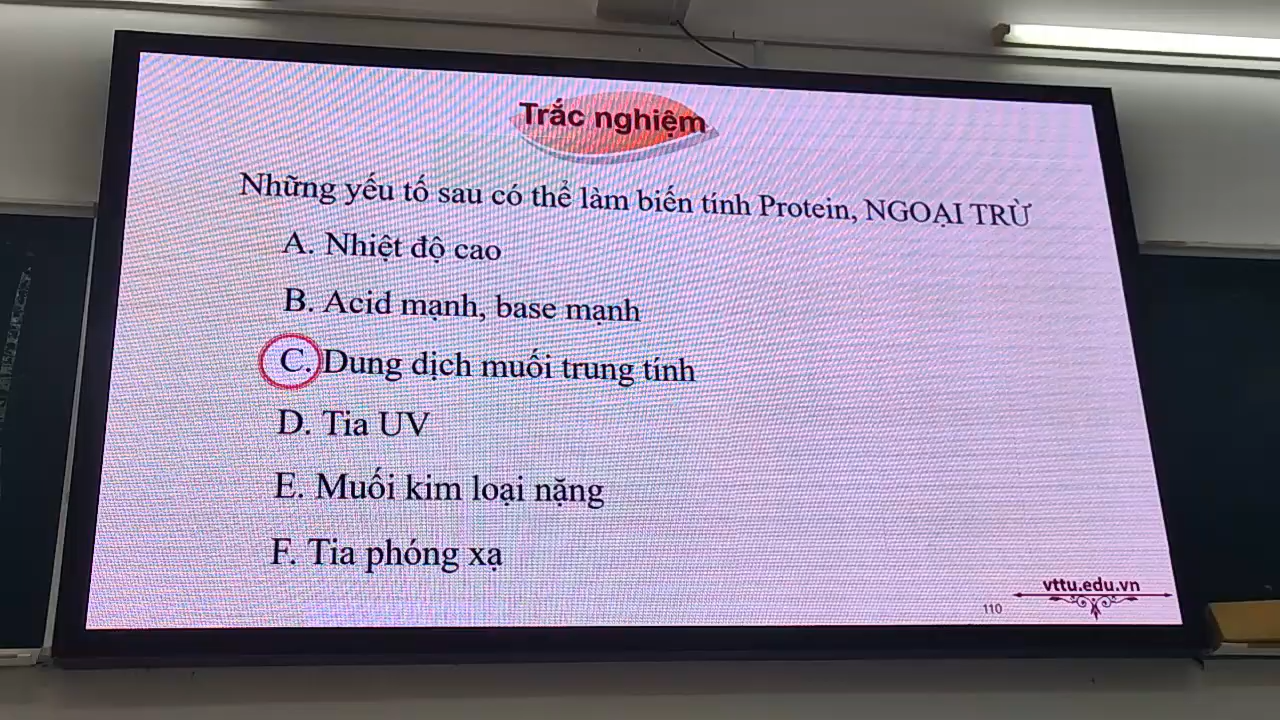 Trắc nghiệm
Những yếu tố sau có thể làm biến tính Protein, NGOẠI TRỪ
A. Nhiệt độ cao
B. Acid mạnh, base mạnh
C. Dung dịch muối trung tính
D. Tia UV
E. Muối kim loại nặng
F. Tia phóng xạ
vttu.edu.vn
110